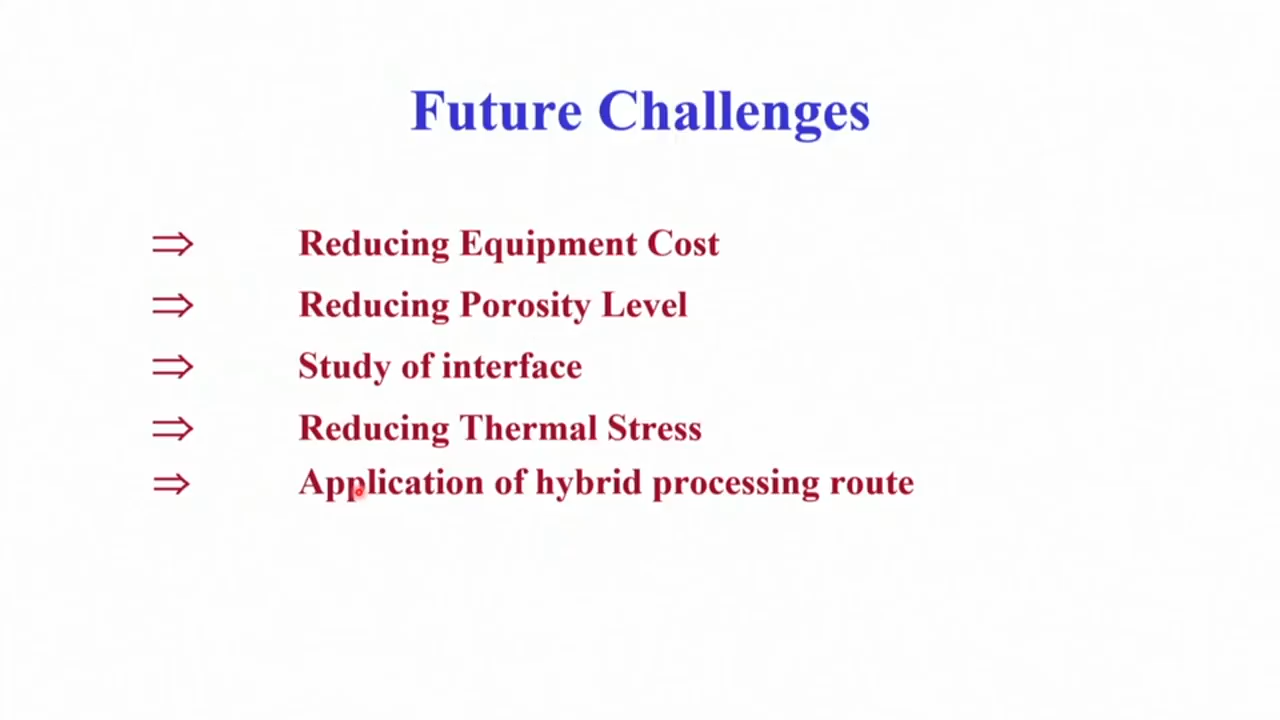 Future Challenges
⇒ Reducing Equipment Cost
⇒ Reducing Porosity Level
⇒ Study of interface
⇒ Reducing Thermal Stress
⇒ Application of hybrid processing route